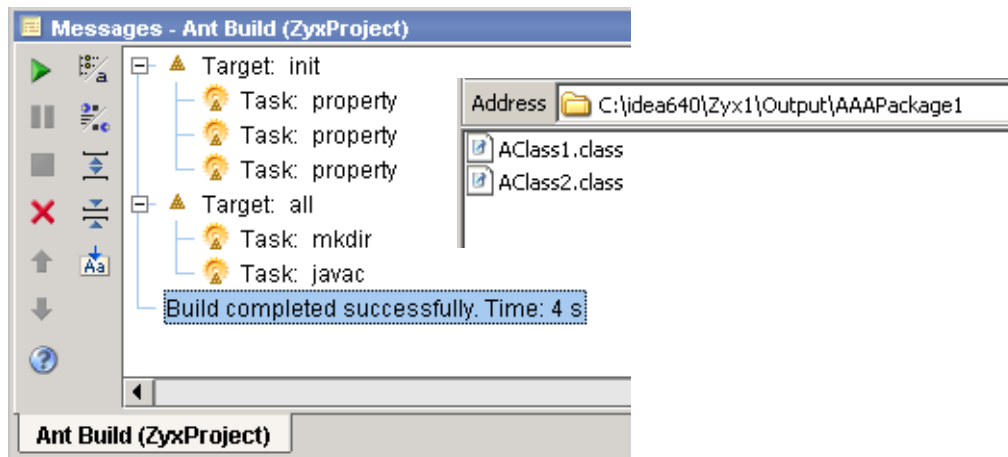 Messages - Ant Build (ZyxProject)
Target: init
Task: property
Task: property
Task: property
Target: all
Task: mkdir
Task: javac
Build completed successfully. Time: 4 s
Ant Build (ZyxProject)
Address C:\idea640\Zyx1\Output\AAAPackage1
AClass1.class
AClass2.class
a
Aa
?